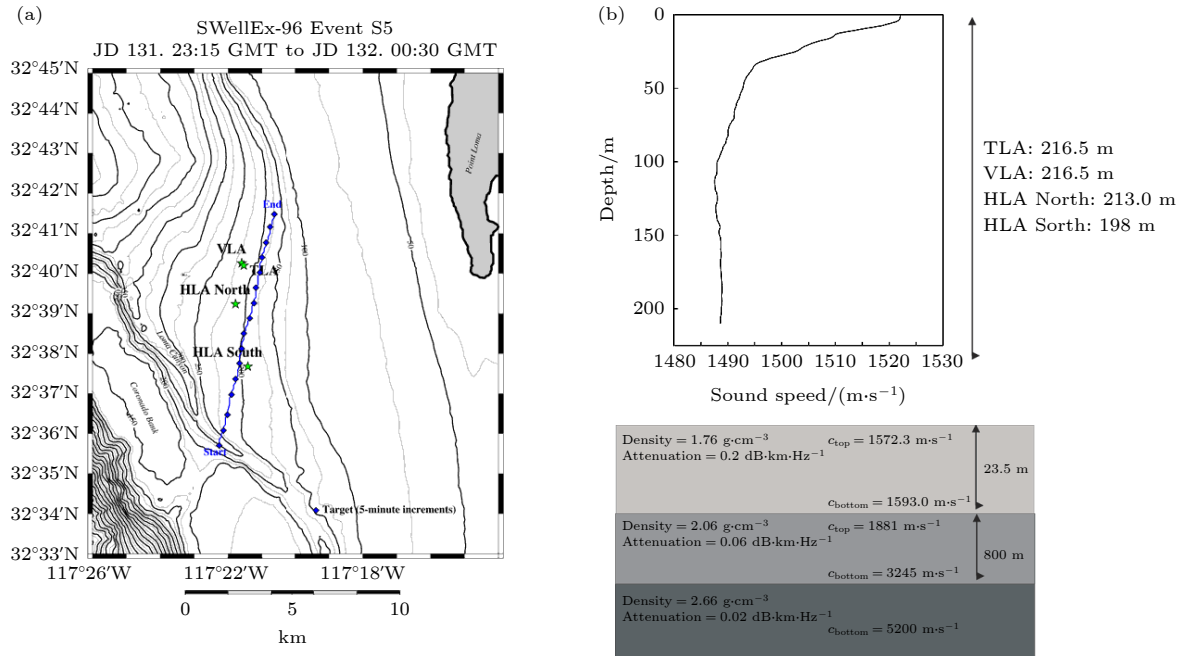 (a)
SWellEx-96 Event S5
JD 131. 23:15 GMT to JD 132. 00:30 GMT
32°45′N
32°44′N
32°43′N
32°42′N
32°41′N
32°40′N
32°39′N
32°38′N
32°37′N
32°36′N
32°35′N
32°34′N
32°33′N
117°26′W
117°22′W
117°18′W
Point Loma
End
VLA
TLA
HLA North
HLA South
Loma Canyon
Coronado Bank
Start
Target (5-minute increments)
100
50
0
5
10
km
(b)
0
50
100
150
200
Depth/m
1480
1490
1500
1510
1520
1530
Sound speed/(m·s⁻¹)
TLA: 216.5 m
VLA: 216.5 m
HLA North: 213.0 m
HLA Sorth: 198 m
Density = 1.76 g·cm⁻³
c_top = 1572.3 m·s⁻¹
Attenuation = 0.2 dB·km·Hz⁻¹
23.5 m
c_bottom = 1593.0 m·s⁻¹
Density = 2.06 g·cm⁻³
c_top = 1881 m·s⁻¹
Attenuation = 0.06 dB·km·Hz⁻¹
800 m
c_bottom = 3245 m·s⁻¹
Density = 2.66 g·cm⁻³
Attenuation = 0.02 dB·km·Hz⁻¹
c_bottom = 5200 m·s⁻¹